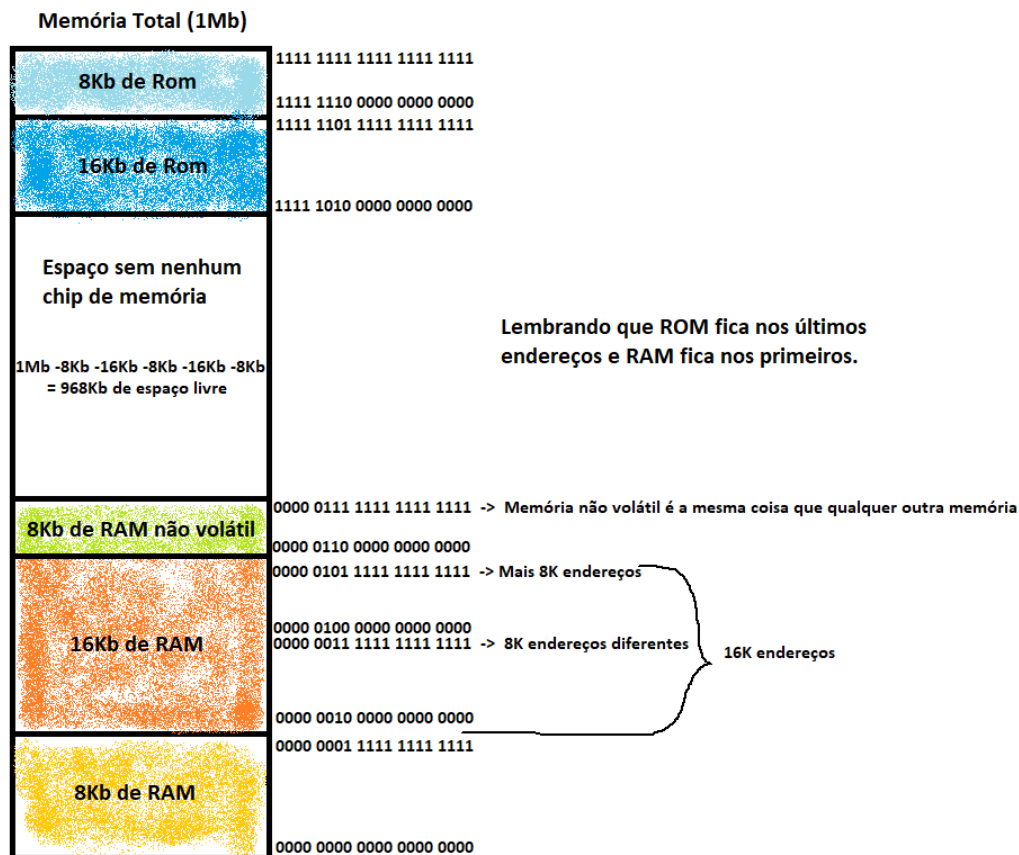 Memória Total (1Mb)
1111 1111 1111 1111 1111
8Kb de Rom
1111 1110 0000 0000 0000
1111 1101 1111 1111 1111
16Kb de Rom
1111 1010 0000 0000 0000
Espaço sem nenhum
chip de memória
Lembrando que ROM fica nos últimos
endereços e RAM fica nos primeiros.
1Mb -8Kb -16Kb -8Kb -16Kb -8Kb
= 968Kb de espaço livre
0000 0111 1111 1111 1111 -> Memória não volátil é a mesma coisa que qualquer outra memória
8Kb de RAM não volátil
0000 0110 0000 0000 0000
0000 0101 1111 1111 1111 -> Mais 8K endereços
0000 0100 0000 0000 0000
16Kb de RAM
0000 0011 1111 1111 1111 -> 8K endereços diferentes
16K endereços
0000 0010 0000 0000 0000
0000 0001 1111 1111 1111
8Kb de RAM
0000 0000 0000 0000 0000